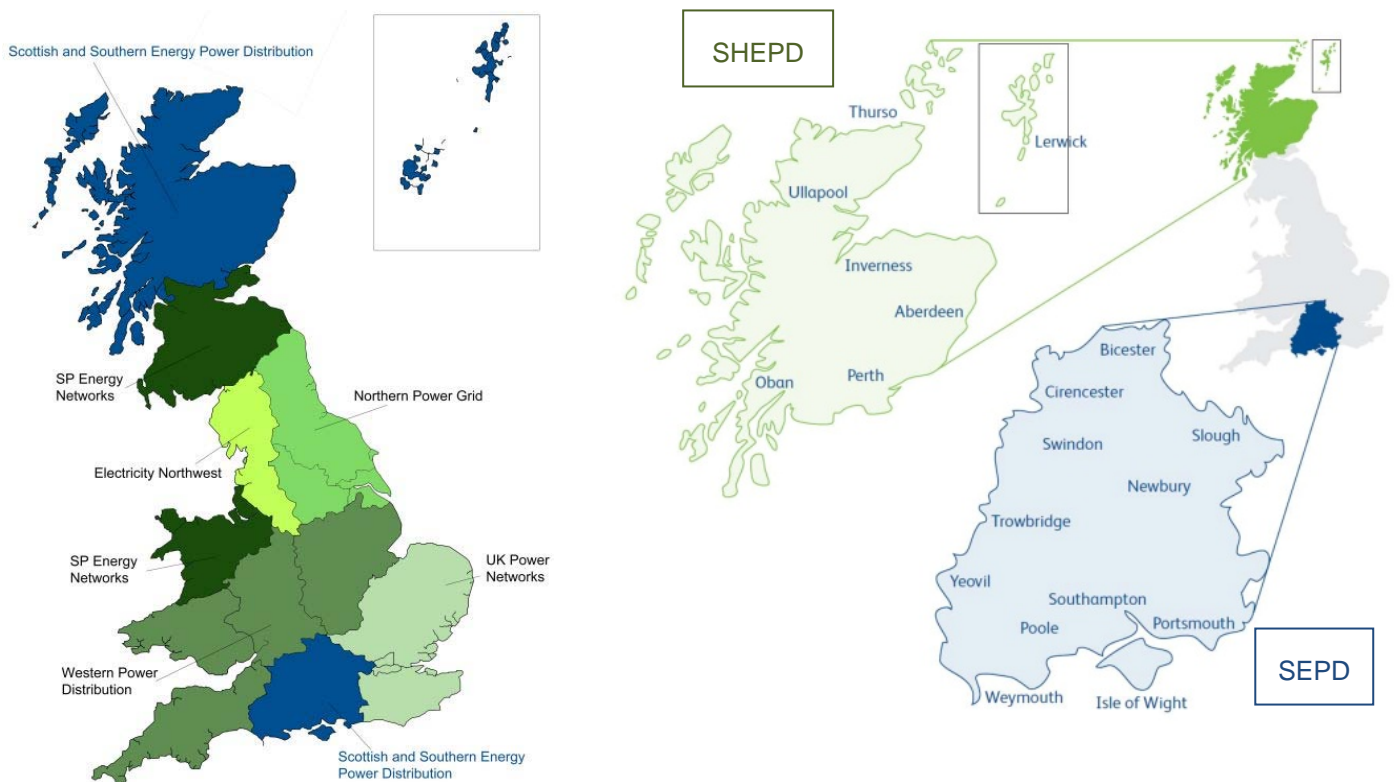 Scottish and Southern Energy Power Distribution
SP Energy
Networks
Northern Power Grid
Electricity Northwest
SP Energy
Networks
UK Power
Networks
Western Power
Distribution
Scottish and Southern Energy
Power Distribution
SHEPD
Thurso
Lerwick
Ullapool
Inverness
Aberdeen
Oban
Perth
Bicester
Cirencester
Swindon
Slough
Newbury
Trowbridge
Yeovil
Southampton
Poole
Portsmouth
Weymouth
Isle of Wight
SEPD